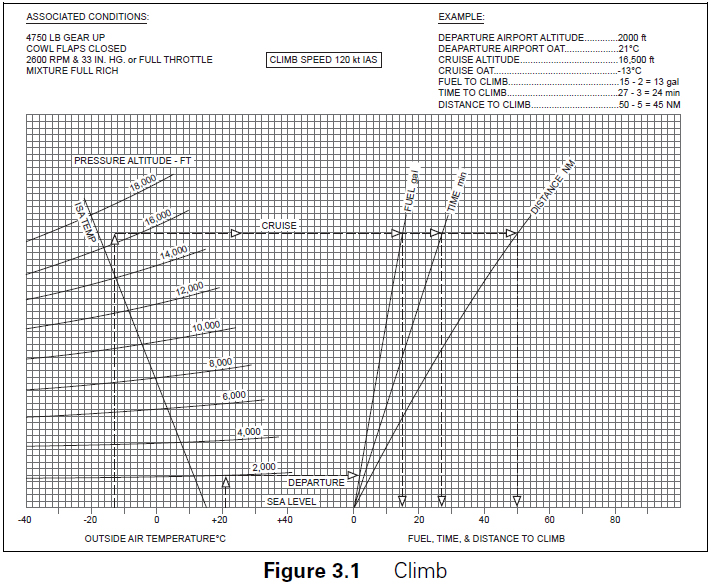 ASSOCIATED CONDITIONS:
4750 LB GEAR UP
COWL FLAPS CLOSED
2600 RPM & 33 IN. HG. or FULL THROTTLE
MIXTURE FULL RICH
CLIMB SPEED 120 kt IAS
EXAMPLE:
DEPARTURE AIRPORT ALTITUDE.............2000 ft
DEAPARTURE AIRPORT OAT....................21°C
CRUISE ALTITUDE......................................16,500 ft
CRUISE OAT................................................-13°C
FUEL TO CLIMB...........................................15 - 2 = 13 gal
TIME TO CLIMB...........................................27 - 3 = 24 min
DISTANCE TO CLIMB..................................50 - 5 = 45 NM
PRESSURE ALTITUDE - FT
18,000
ISA TEMP
16,000
14,000
12,000
10,000
8,000
6,000
4,000
2,000
SEA LEVEL
CRUISE
DEPARTURE
FUEL gal
TIME min
DISTANCE NM
-40 -20 0 +20 +40 0 20 40 60 80
OUTSIDE AIR TEMPERATURE°C
FUEL, TIME, & DISTANCE TO CLIMB
Figure 3.1 Climb